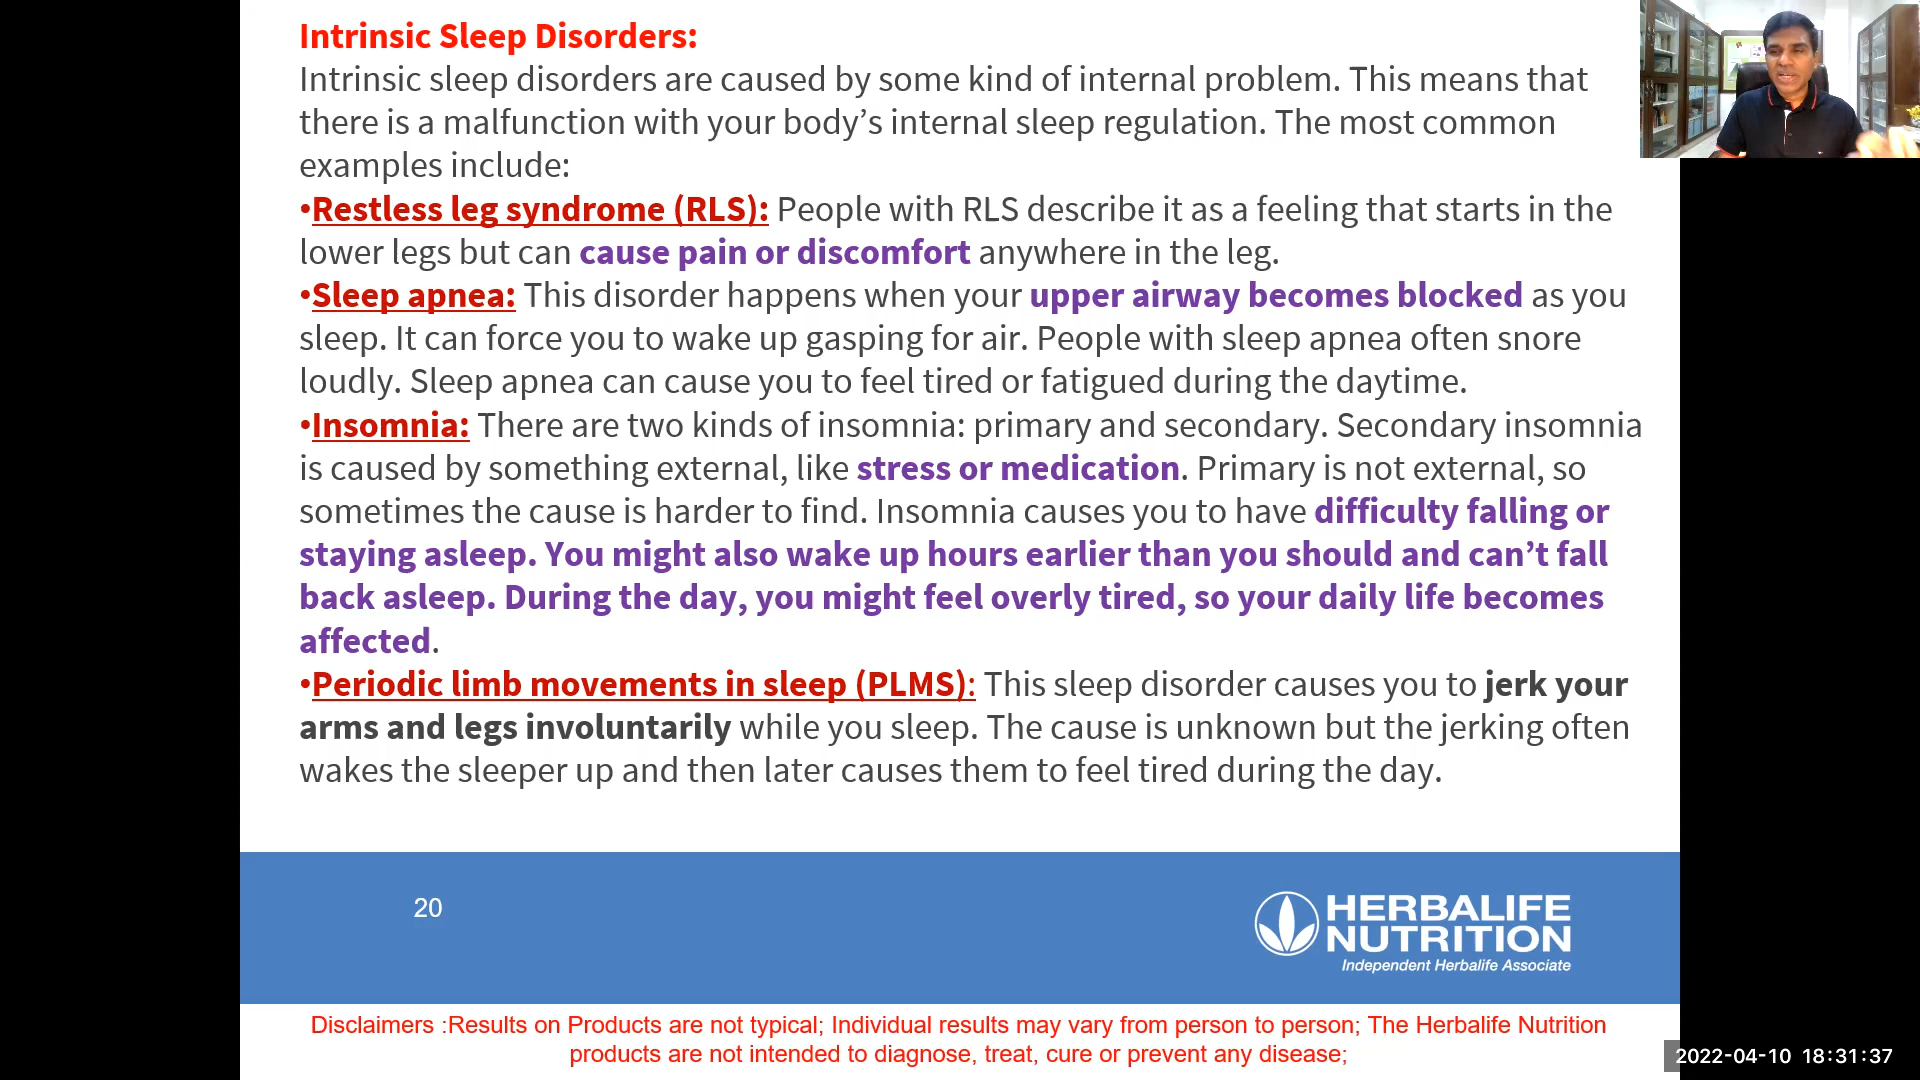 Intrinsic Sleep Disorders:
Intrinsic sleep disorders are caused by some kind of internal problem. This means that
there is a malfunction with your body’s internal sleep regulation. The most common
examples include:
•Restless leg syndrome (RLS): People with RLS describe it as a feeling that starts in the
lower legs but can cause pain or discomfort anywhere in the leg.
•Sleep apnea: This disorder happens when your upper airway becomes blocked as you
sleep. It can force you to wake up gasping for air. People with sleep apnea often snore
loudly. Sleep apnea can cause you to feel tired or fatigued during the daytime.
•Insomnia: There are two kinds of insomnia: primary and secondary. Secondary insomnia
is caused by something external, like stress or medication. Primary is not external, so
sometimes the cause is harder to find. Insomnia causes you to have difficulty falling or
staying asleep. You might also wake up hours earlier than you should and can’t fall
back asleep. During the day, you might feel overly tired, so your daily life becomes
affected.
•Periodic limb movements in sleep (PLMS): This sleep disorder causes you to jerk your
arms and legs involuntarily while you sleep. The cause is unknown but the jerking often
wakes the sleeper up and then later causes them to feel tired during the day.
20
HERBALIFE
NUTRITION
Independent Herbalife Associate
Disclaimers :Results on Products are not typical; Individual results may vary from person to person; The Herbalife Nutrition
products are not intended to diagnose, treat, cure or prevent any disease;
2022-04-10 18:31:37